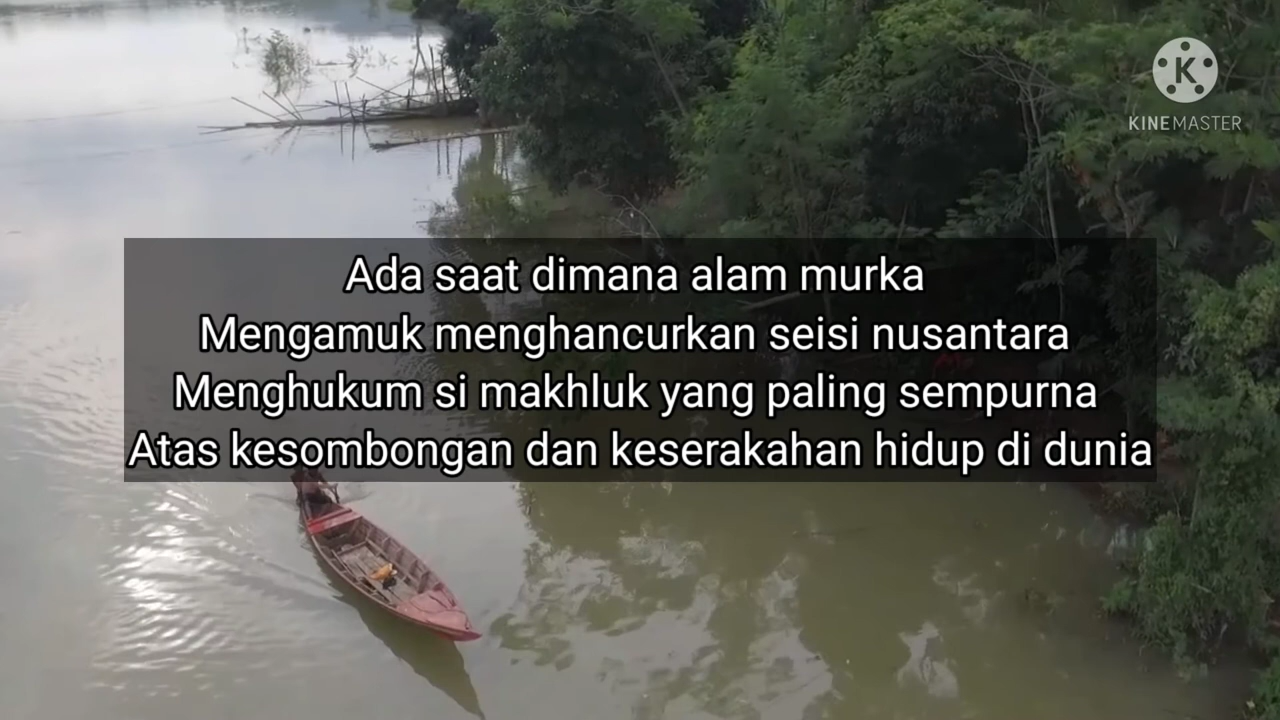 KINEMASTER
Ada saat dimana alam murka
Mengamuk menghancurkan seisi nusantara
Menghukum si makhluk yang paling sempurna
Atas kesombongan dan keserakahan hidup di dunia